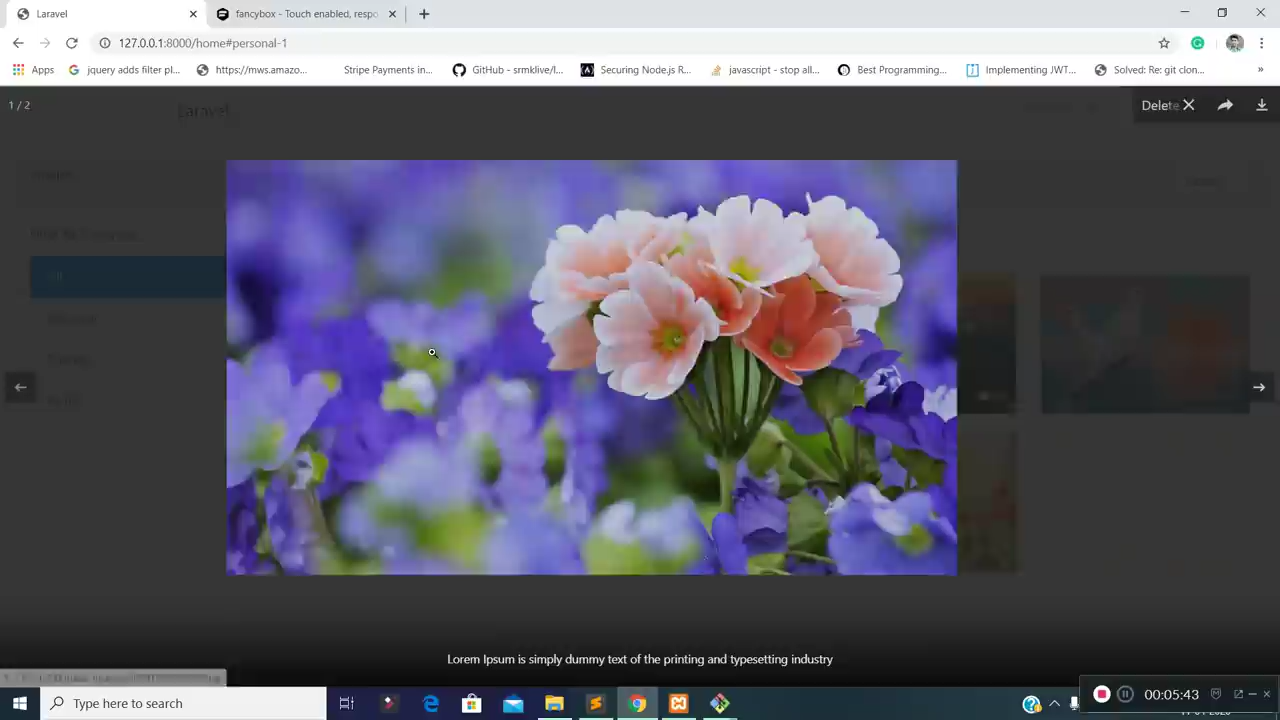 Laravel
fancybox - Touch enabled, respo
127.0.0.1:8000/home#personal-1
Apps
jquery adds filter pl...
https://mws.amazo...
Stripe Payments in...
GitHub - srmklive/l...
Securing Node.js R...
javascript - stop all...
Best Programming...
Implementing JWT...
Solved: Re: git clon...
»
1 / 2
Laravel
Delete
Lorem Ipsum is simply dummy text of the printing and typesetting industry
Type here to search
00:05:43